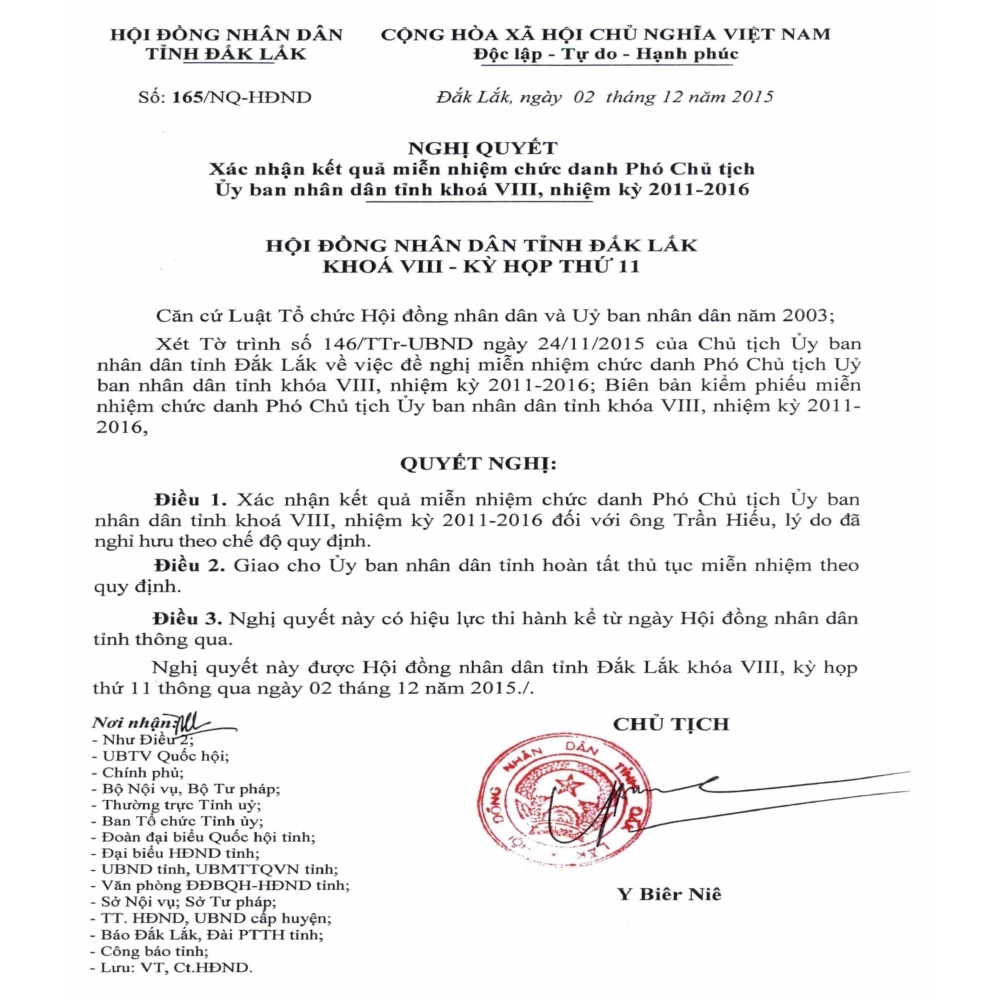 HỘI ĐỒNG NHÂN DÂN
TỈNH ĐẮK LẮK
CỘNG HÒA XÃ HỘI CHỦ NGHĨA VIỆT NAM
Độc lập - Tự do - Hạnh phúc
Số: 165/NQ-HĐND
Đắk Lắk, ngày 02 tháng 12 năm 2015
NGHỊ QUYẾT
Xác nhận kết quả miễn nhiệm chức danh Phó Chủ tịch
Ủy ban nhân dân tỉnh khoá VIII, nhiệm kỳ 2011-2016
HỘI ĐỒNG NHÂN DÂN TỈNH ĐẮK LẮK
KHOÁ VIII - KỲ HỌP THỨ 11
Căn cứ Luật Tổ chức Hội đồng nhân dân và Uỷ ban nhân dân năm 2003;
Xét Tờ trình số 146/TTr-UBND ngày 24/11/2015 của Chủ tịch Ủy ban
nhân dân tỉnh Đắk Lắk về việc đề nghị miễn nhiệm chức danh Phó Chủ tịch Uỷ
ban nhân dân tỉnh khóa VIII, nhiệm kỳ 2011-2016; Biên bản kiểm phiếu miễn
nhiệm chức danh Phó Chủ tịch Ủy ban nhân dân tỉnh khóa VIII, nhiệm kỳ 2011-
2016,
QUYẾT NGHỊ:
Điều 1. Xác nhận kết quả miễn nhiệm chức danh Phó Chủ tịch Ủy ban
nhân dân tỉnh khoá VIII, nhiệm kỳ 2011-2016 đối với ông Trần Hiếu, lý do đã
nghỉ hưu theo chế độ quy định.
Điều 2. Giao cho Ủy ban nhân dân tỉnh hoàn tất thủ tục miễn nhiệm theo
quy định.
Điều 3. Nghị quyết này có hiệu lực thi hành kể từ ngày Hội đồng nhân dân
tỉnh thông qua.
Nghị quyết này được Hội đồng nhân dân tỉnh Đắk Lắk khóa VIII, kỳ họp
thứ 11 thông qua ngày 02 tháng 12 năm 2015./.
Nơi nhận:
- Như Điều 2;
- UBTV Quốc hội;
- Chính phủ;
- Bộ Nội vụ, Bộ Tư pháp;
- Thường trực Tỉnh uỷ;
- Ban Tổ chức Tỉnh ủy;
- Đoàn đại biểu Quốc hội tỉnh;
- Đại biểu HĐND tỉnh;
- UBND tỉnh, UBMTTQVN tỉnh;
- Văn phòng ĐĐBQH-HĐND tỉnh;
- Sở Nội vụ; Sở Tư pháp;
- TT. HĐND, UBND cấp huyện;
- Báo Đắk Lắk, Đài PTTH tỉnh;
- Công báo tỉnh;
- Lưu: VT, Ct.HĐND.
CHỦ TỊCH
HỘI ĐỒNG NHÂN DÂN TỈNH ĐẮK LẮK
Y Biêr Niê